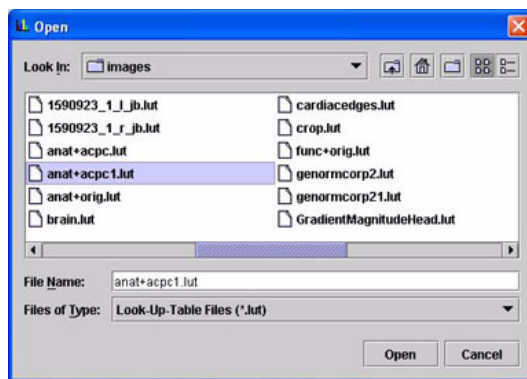 Open
Look In: images
1590923_1_l_jb.lut
1590923_1_r_jb.lut
anat+acpc.lut
anat+acpc1.lut
anat+orig.lut
brain.lut
cardiacedges.lut
crop.lut
func+orig.lut
genormcorp2.lut
genormcorp21.lut
GradientMagnitudeHead.lut
File Name: anat+acpc1.lut
Files of Type: Look-Up-Table Files (*.lut)
Open Cancel